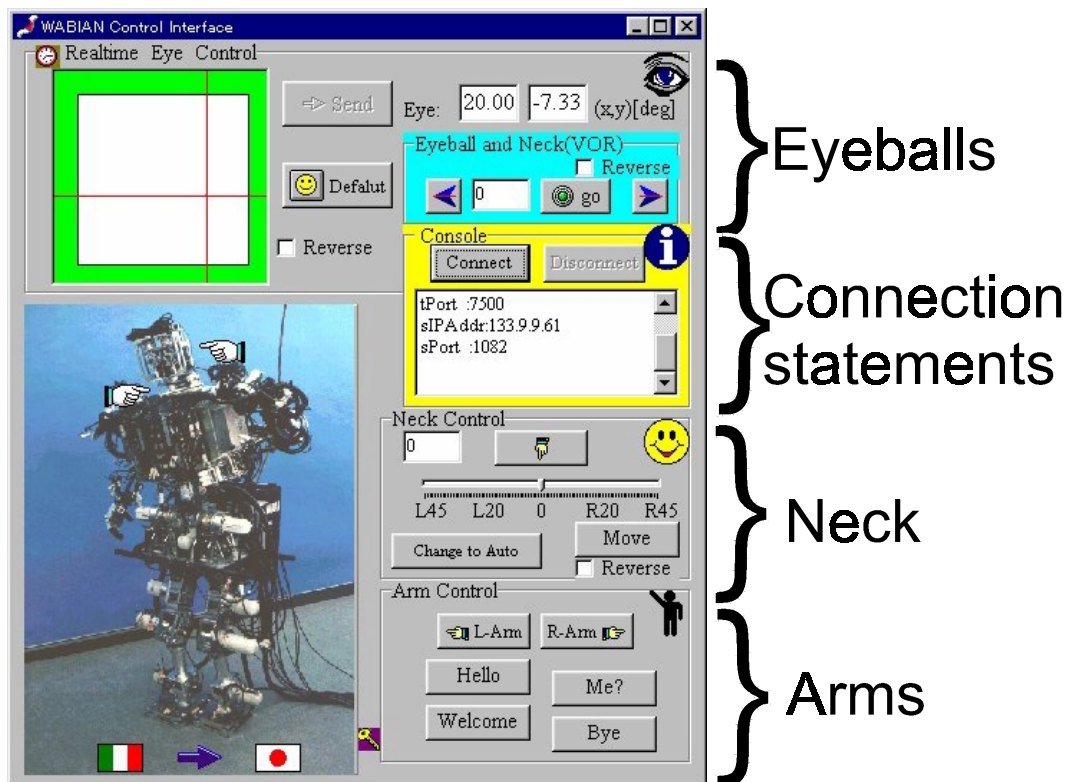 WABIAN Control Interface
Realtime Eye Control
Send
Eye: 20.00 -7.33 (x,y)[deg]
Defalut
Reverse
Eyeball and Neck(VOR)
Reverse
0
go
Console
Connect
Disconnect
tPort :7500
sIPAddr:133.9.9.61
sPort :1082
Neck Control
0
L45 L20 0 R20 R45
Change to Auto
Move
Reverse
Arm Control
L-Arm
R-Arm
Hello
Me?
Welcome
Bye
Eyeballs
Connection
statements
Neck
Arms